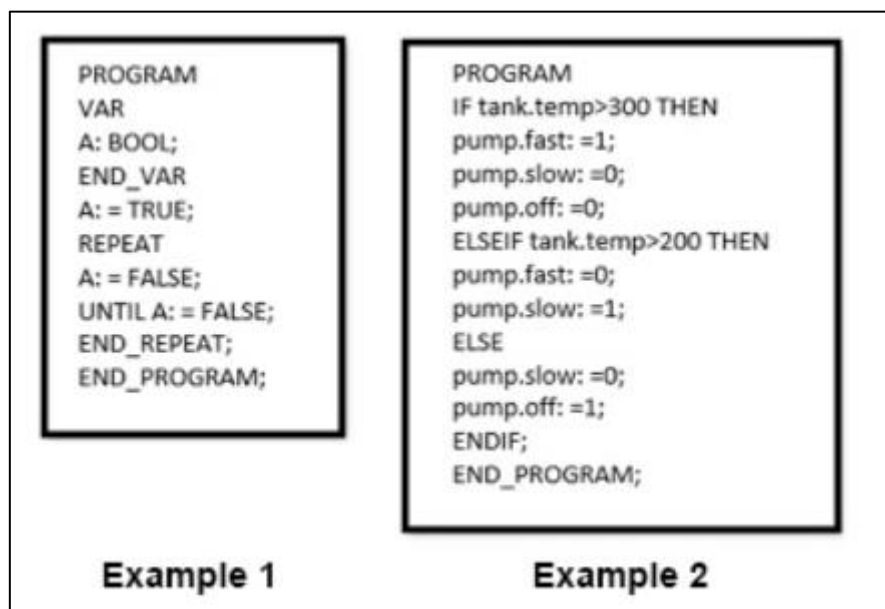 PROGRAM
VAR
A: BOOL;
END_VAR
A: = TRUE;
REPEAT
A: = FALSE;
UNTIL A: = FALSE;
END_REPEAT;
END_PROGRAM;
Example 1
PROGRAM
IF tank.temp>300 THEN
pump.fast: =1;
pump.slow: =0;
pump.off: =0;
ELSEIF tank.temp>200 THEN
pump.fast: =0;
pump.slow: =1;
ELSE
pump.slow: =0;
pump.off: =1;
ENDIF;
END_PROGRAM;
Example 2